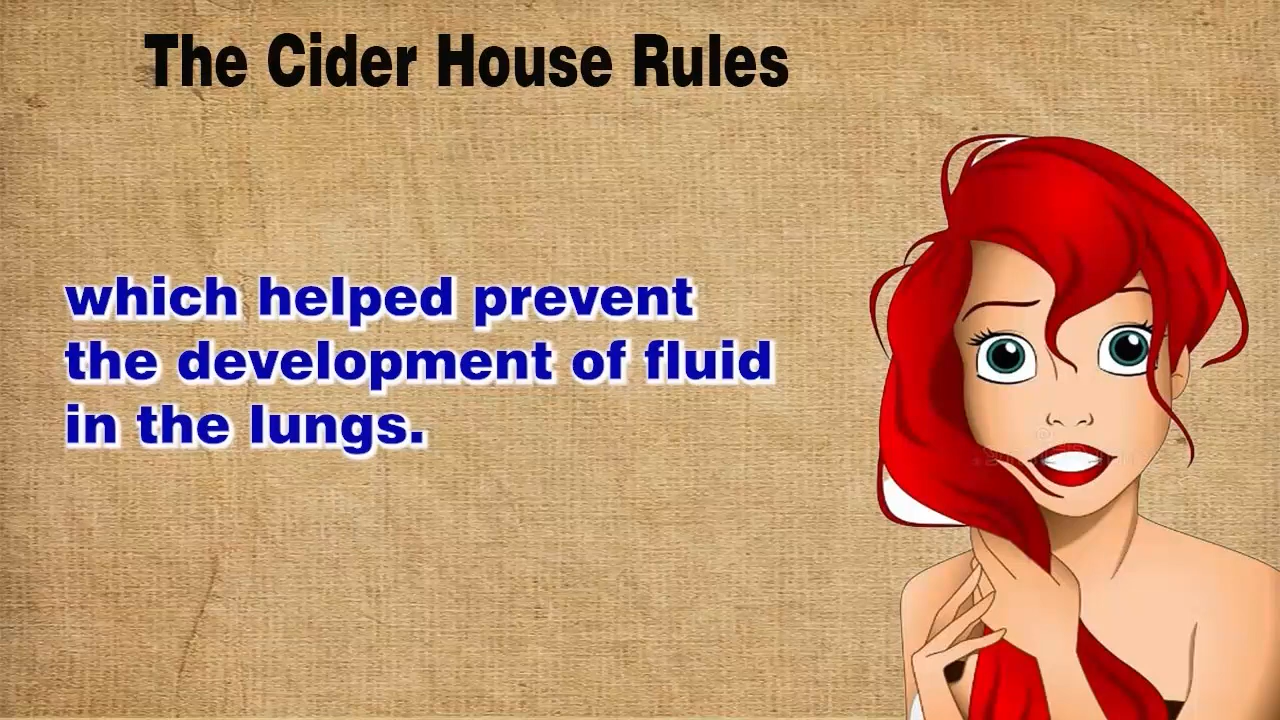 The Cider House Rules
which helped prevent
the development of fluid
in the lungs.